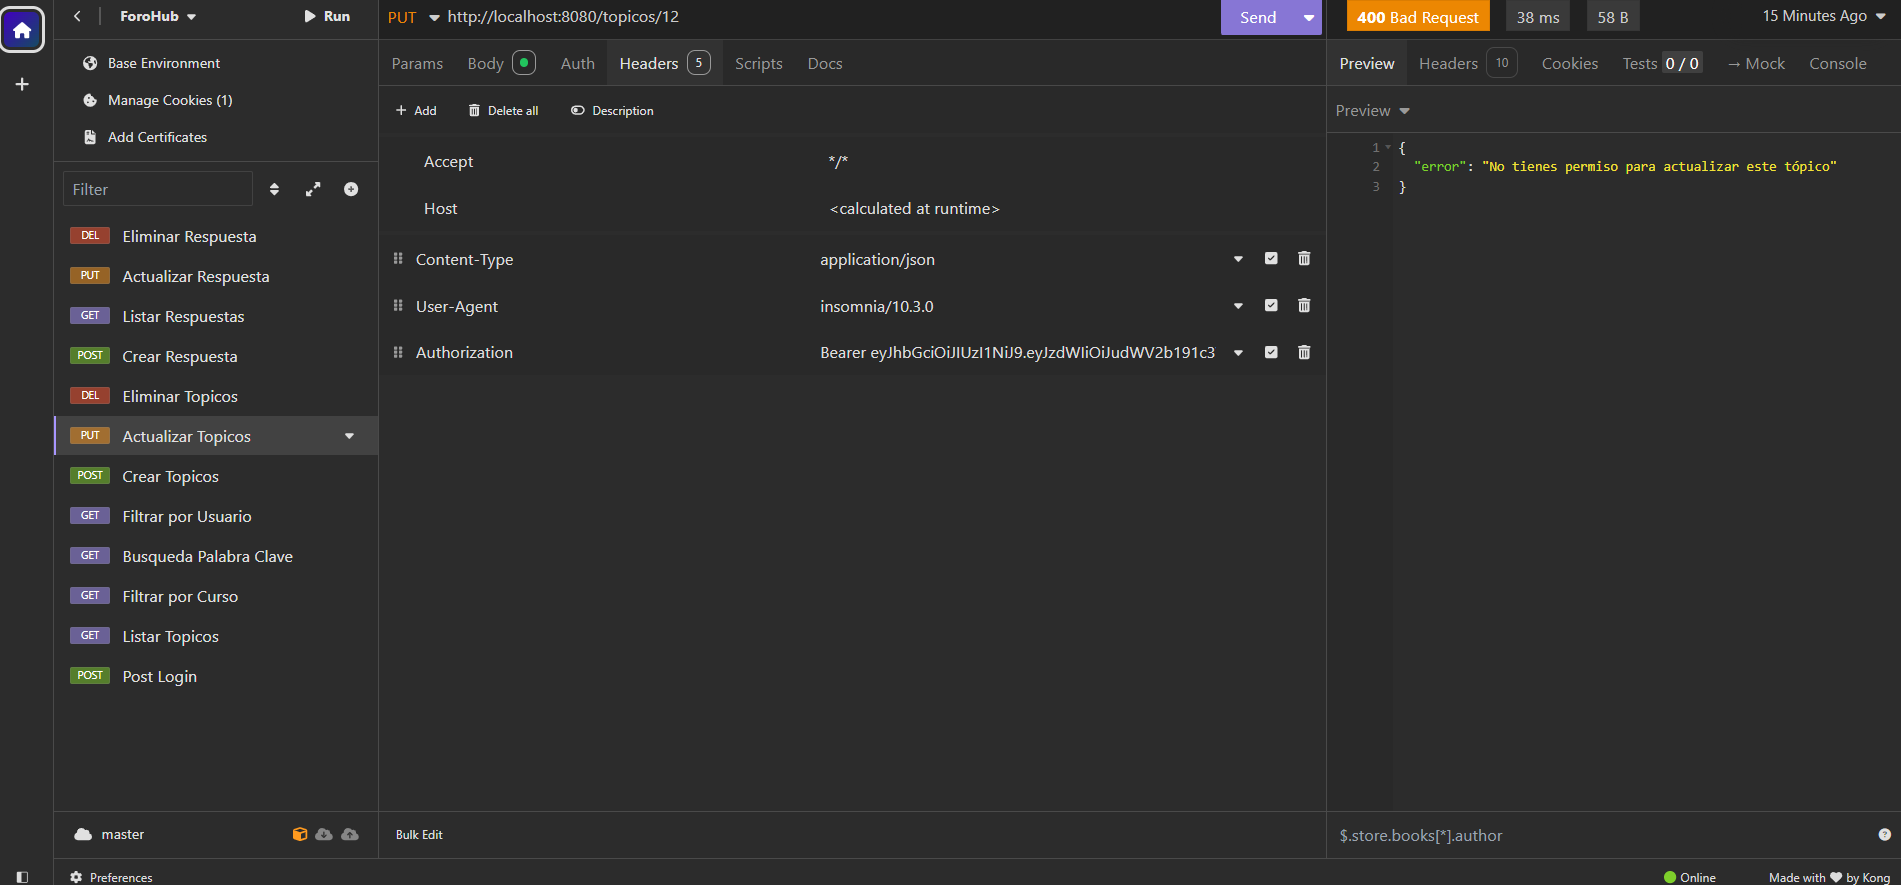 ForoHub
Run
Base Environment
Manage Cookies (1)
Add Certificates
Filter
DEL Eliminar Respuesta
PUT Actualizar Respuesta
GET Listar Respuestas
POST Crear Respuesta
DEL Eliminar Topicos
PUT Actualizar Topicos
POST Crear Topicos
GET Filtrar por Usuario
GET Busqueda Palabra Clave
GET Filtrar por Curso
GET Listar Topicos
POST Post Login
master
Preferences
PUT http://localhost:8080/topicos/12 Send
Params Body Auth Headers 5 Scripts Docs
+ Add Delete all Description
Accept */*
Host <calculated at runtime>
Content-Type application/json
User-Agent insomnia/10.3.0
Authorization Bearer eyJhbGciOiJIUzI1NiJ9.eyJzdWIiOiJudWV2b191c3
Bulk Edit
400 Bad Request 38 ms 58 B 15 Minutes Ago
Preview Headers 10 Cookies Tests 0 / 0 → Mock Console
Preview
1 {
2 "error": "No tienes permiso para actualizar este tópico"
3 }
$.store.books[*].author
Online Made with ♥ by Kong